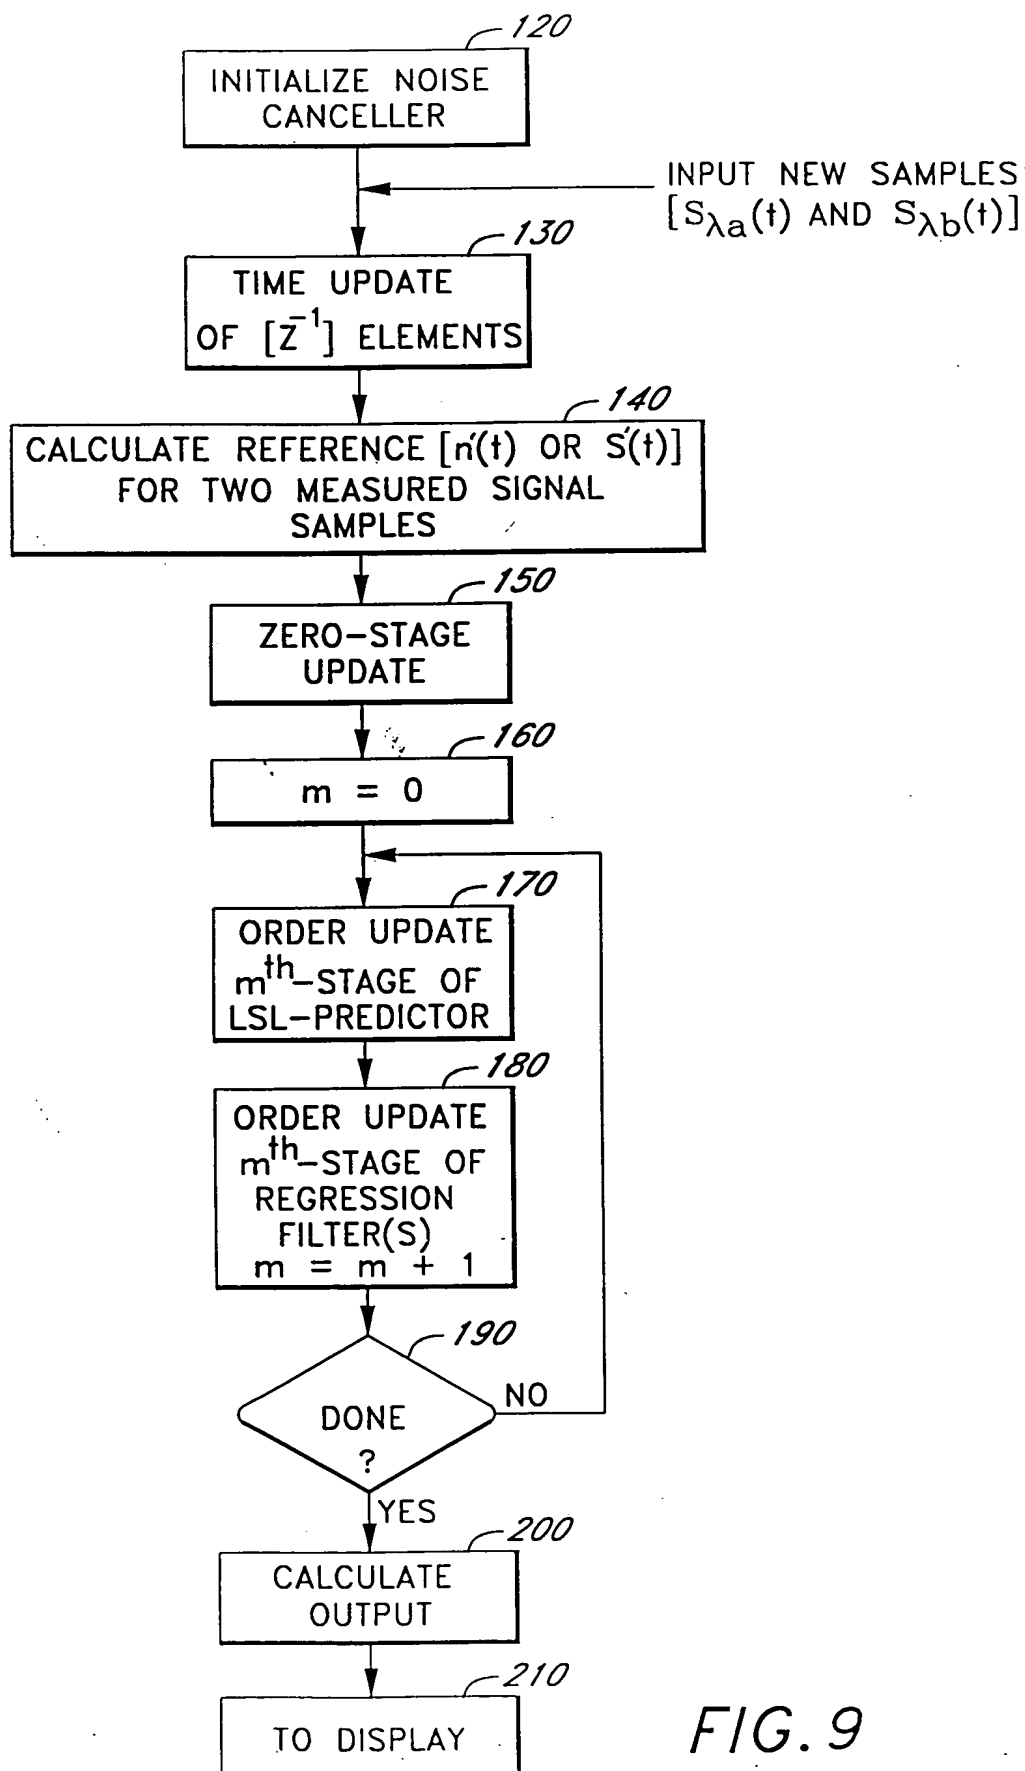 120
INITIALIZE NOISE
CANCELLER
INPUT NEW SAMPLES
[Sλa(t) AND Sλb(t)]
130
TIME UPDATE
OF [Z⁻¹] ELEMENTS
140
CALCULATE REFERENCE [n'(t) OR S'(t)]
FOR TWO MEASURED SIGNAL
SAMPLES
150
ZERO-STAGE
UPDATE
160
m = 0
170
ORDER UPDATE
mᵗʰ-STAGE OF
LSL-PREDICTOR
180
ORDER UPDATE
mᵗʰ-STAGE OF
REGRESSION
FILTER(S)
m = m + 1
190
DONE
?
NO
YES
200
CALCULATE
OUTPUT
210
TO DISPLAY
FIG. 9